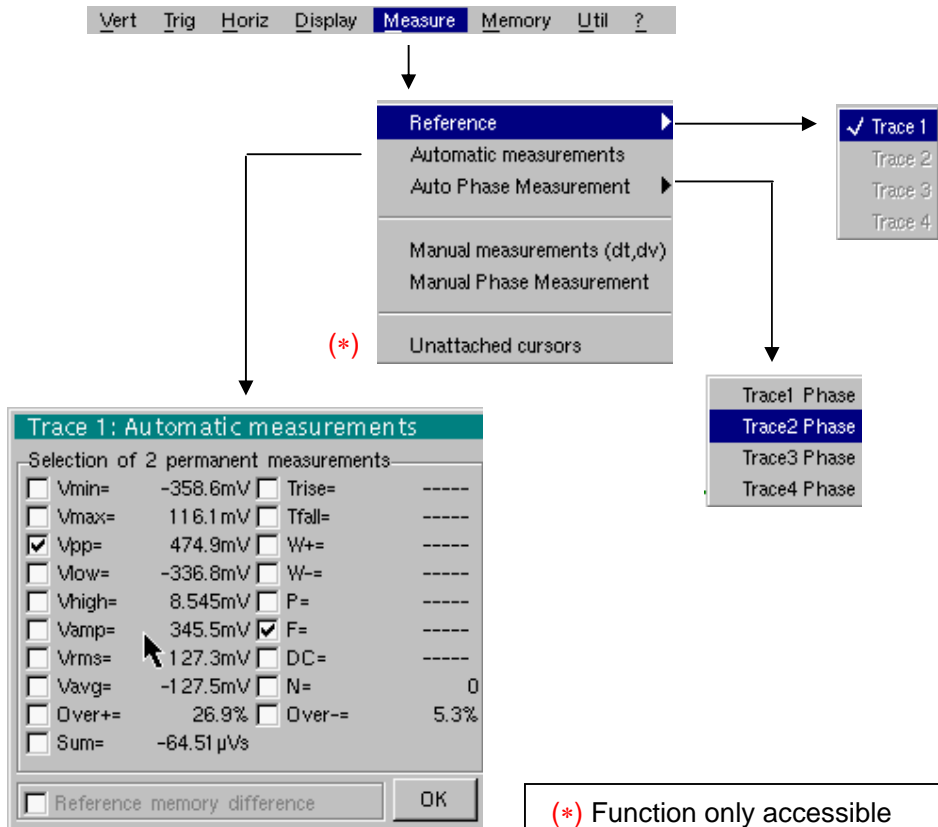 Vert Trig Horiz Display Measure Memory Util ?
Reference
Automatic measurements
Auto Phase Measurement
Manual measurements (dt,dv)
Manual Phase Measurement
(*) Unattached cursors
✓ Trace 1
Trace 2
Trace 3
Trace 4
Trace1 Phase
Trace2 Phase
Trace3 Phase
Trace4 Phase
Trace 1: Automatic measurements
Selection of 2 permanent measurements
Vmin= -358.6mV Trise= -----
Vmax= 116.1mV Tfall= -----
Vpp= 474.9mV W+= -----
Vlow= -336.8mV W-= -----
Vhigh= 8.545mV P= -----
Vamp= 345.5mV F= -----
Vrms= 127.3mV DC= -----
Vavg= -127.5mV N= 0
Over+= 26.9% Over-= 5.3%
Sum= -64.51µVs
Reference memory difference OK
(*) Function only accessible